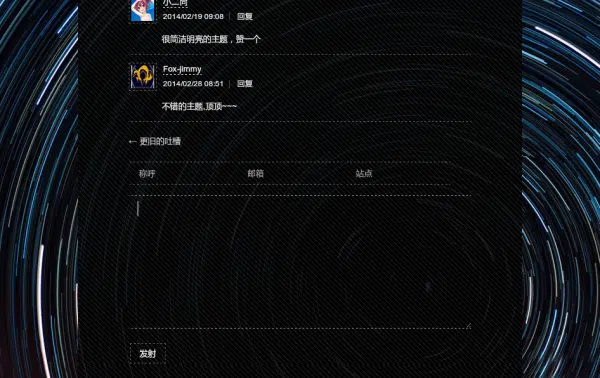 小二同
2014/02/19 09:08 | 回复
很简洁明亮的主题，赞一个
Fox-jimmy
2014/02/28 08:51 | 回复
不错的主题,顶顶~~~
← 更旧的吐槽
称呼 邮箱 站点
发射